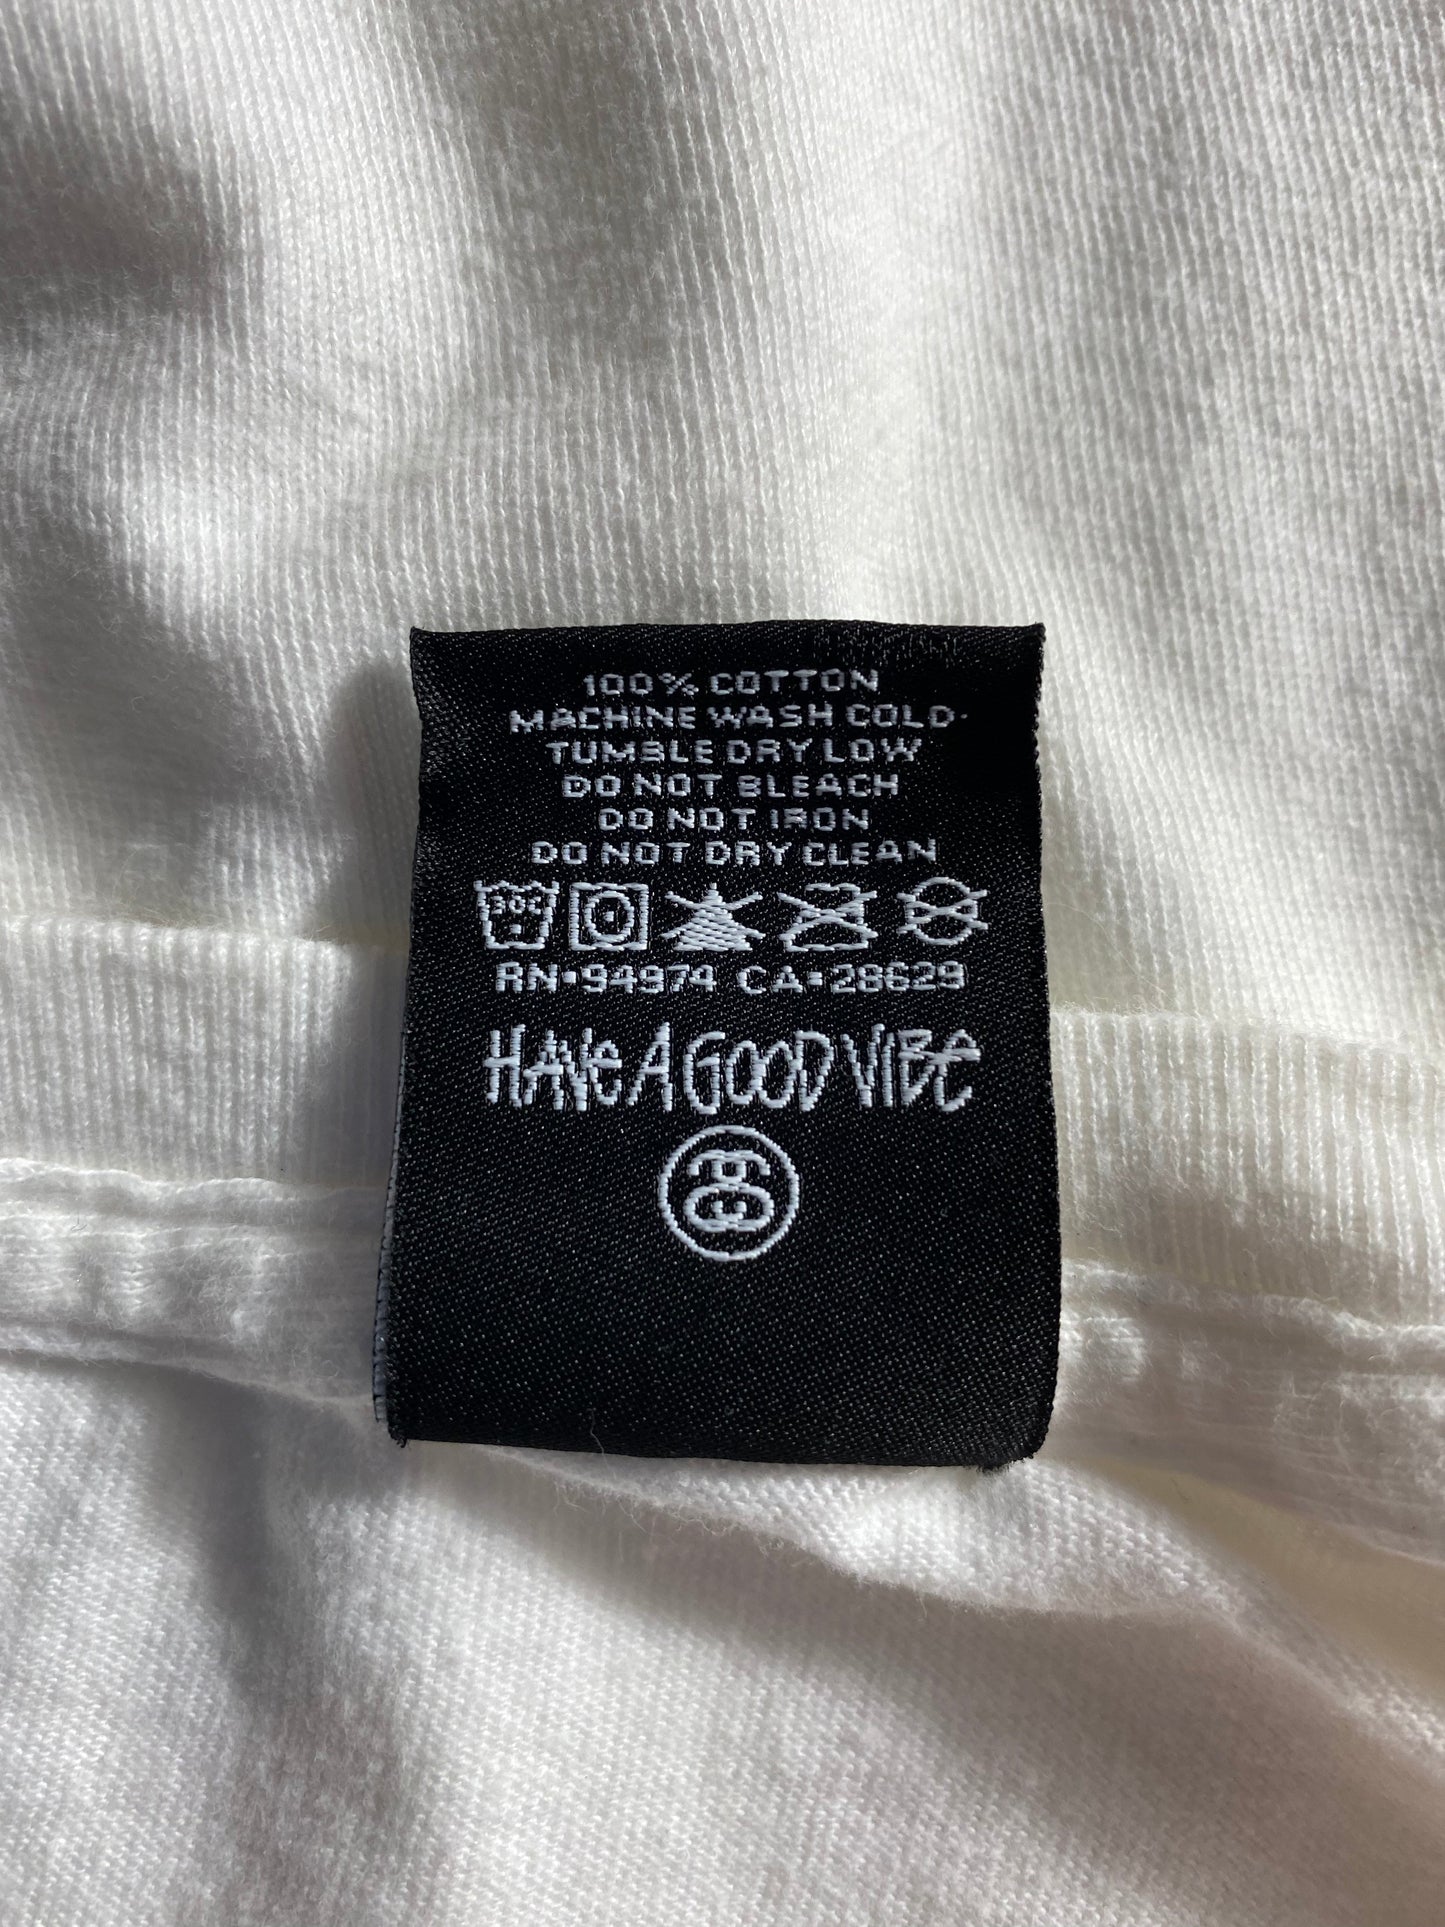 100% COTTON
MACHINE WASH COLD
TUMBLE DRY LOW
DO NOT BLEACH
DO NOT IRON
DO NOT DRY CLEAN
30C
RN•94974 CA•28629
HAVE A GOOD VIBE